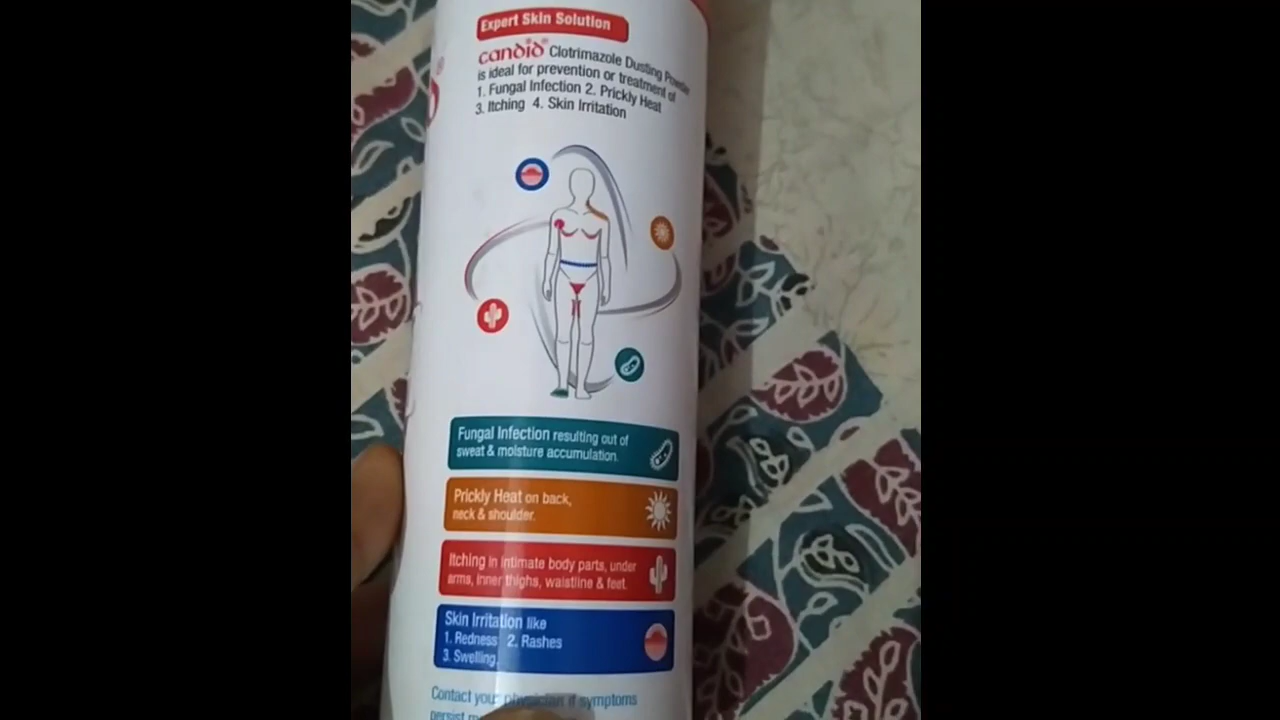 Expert Skin Solution
candid® Clotrimazole Dusting Powder
is ideal for prevention or treatment of
1. Fungal Infection 2. Prickly Heat
3. Itching 4. Skin Irritation
Fungal Infection resulting out of
sweat & moisture accumulation.
Prickly Heat on back,
neck & shoulder.
Itching in intimate body parts, under
arms, inner thighs, waistline & feet.
Skin Irritation like
1. Redness 2. Rashes
3. Swelling.
Contact your physician if symptoms
persist